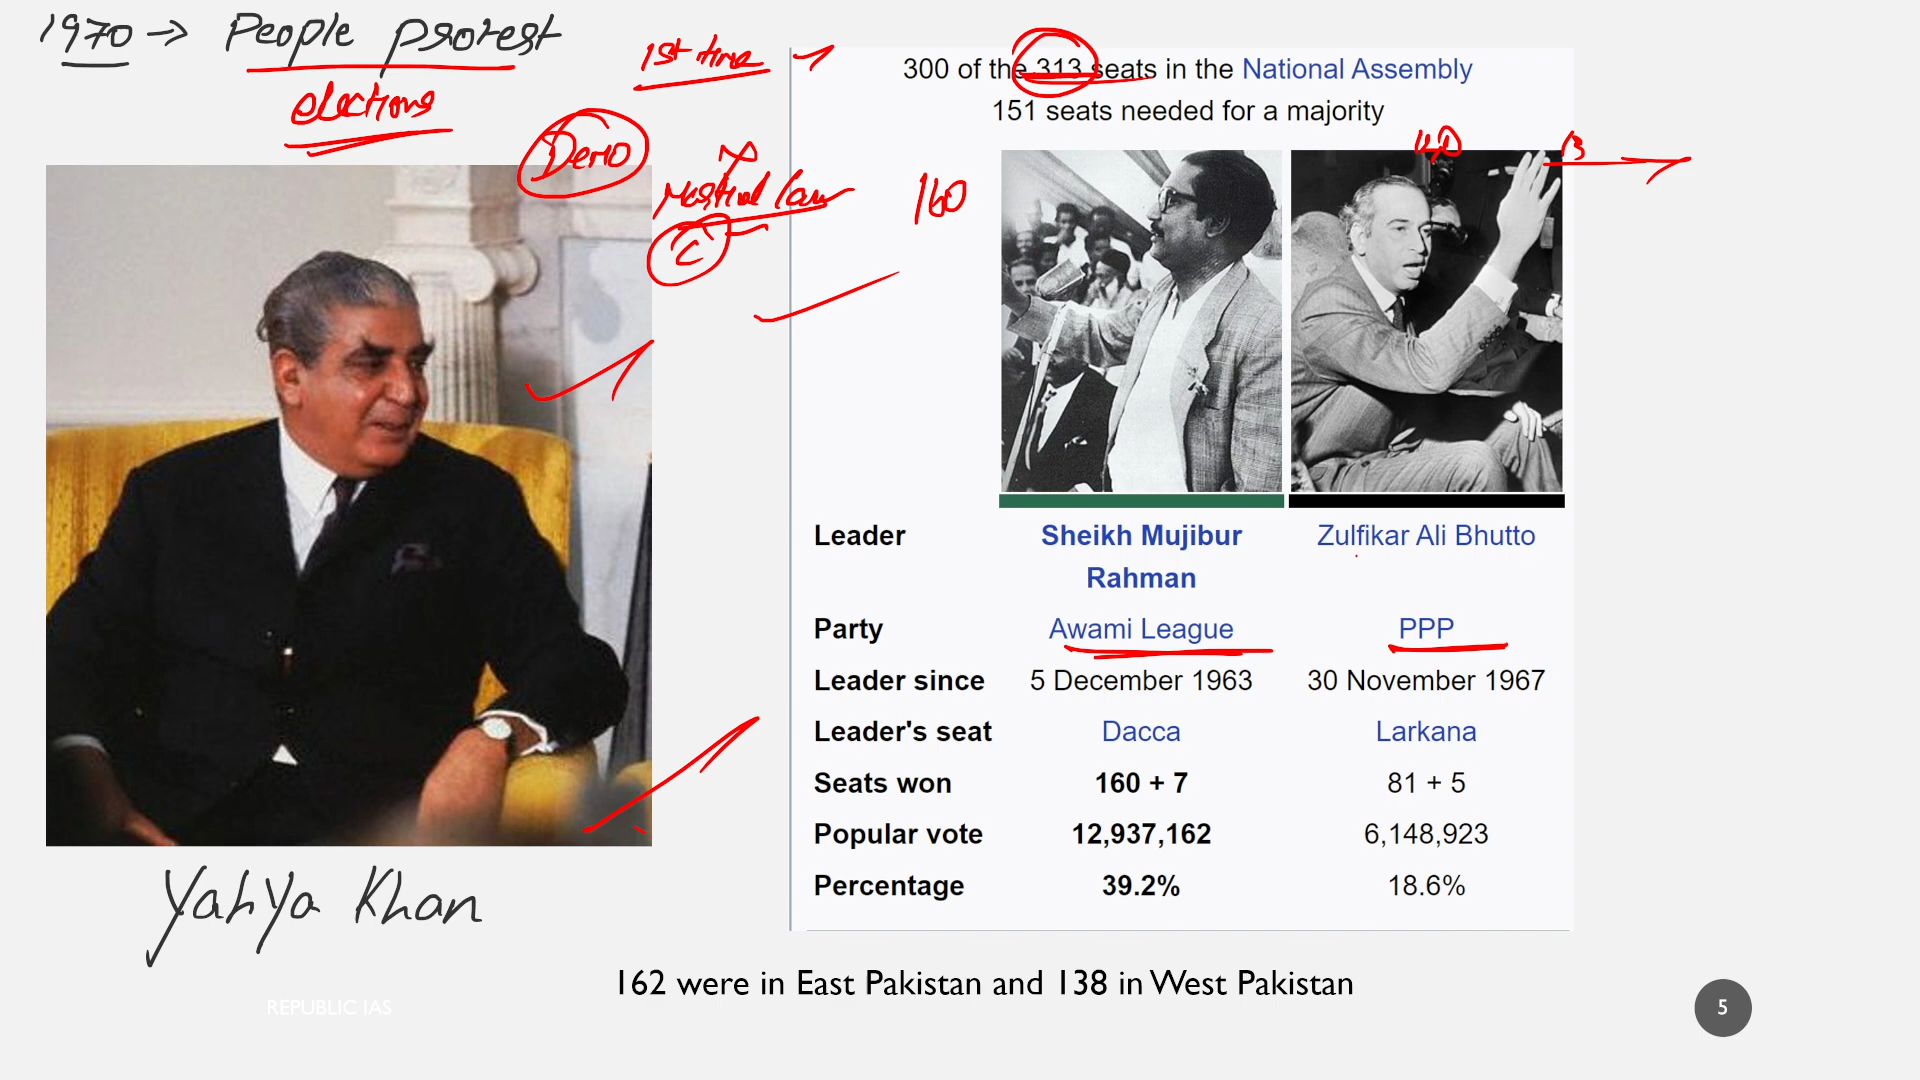 1970 → People protest
elections
1st time
Demo
Martial law
C
160
300 of the 313 seats in the National Assembly
151 seats needed for a majority
Leader Sheikh Mujibur Rahman Zulfikar Ali Bhutto
Party Awami League PPP
Leader since 5 December 1963 30 November 1967
Leader's seat Dacca Larkana
Seats won 160 + 7 81 + 5
Popular vote 12,937,162 6,148,923
Percentage 39.2% 18.6%
Yahya Khan
162 were in East Pakistan and 138 in West Pakistan
REPUBLIC IAS
5